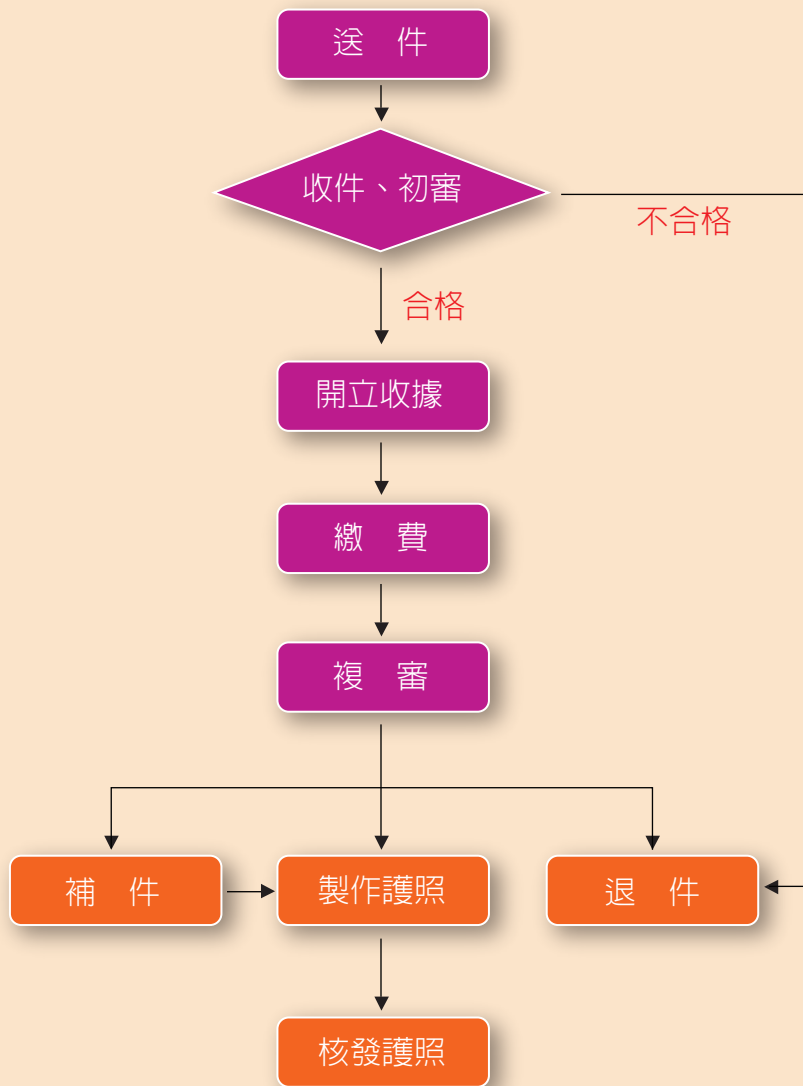 送　件
收件、初審
不合格
合格
開立收據
繳　費
複　審
補　件
製作護照
退　件
核發護照